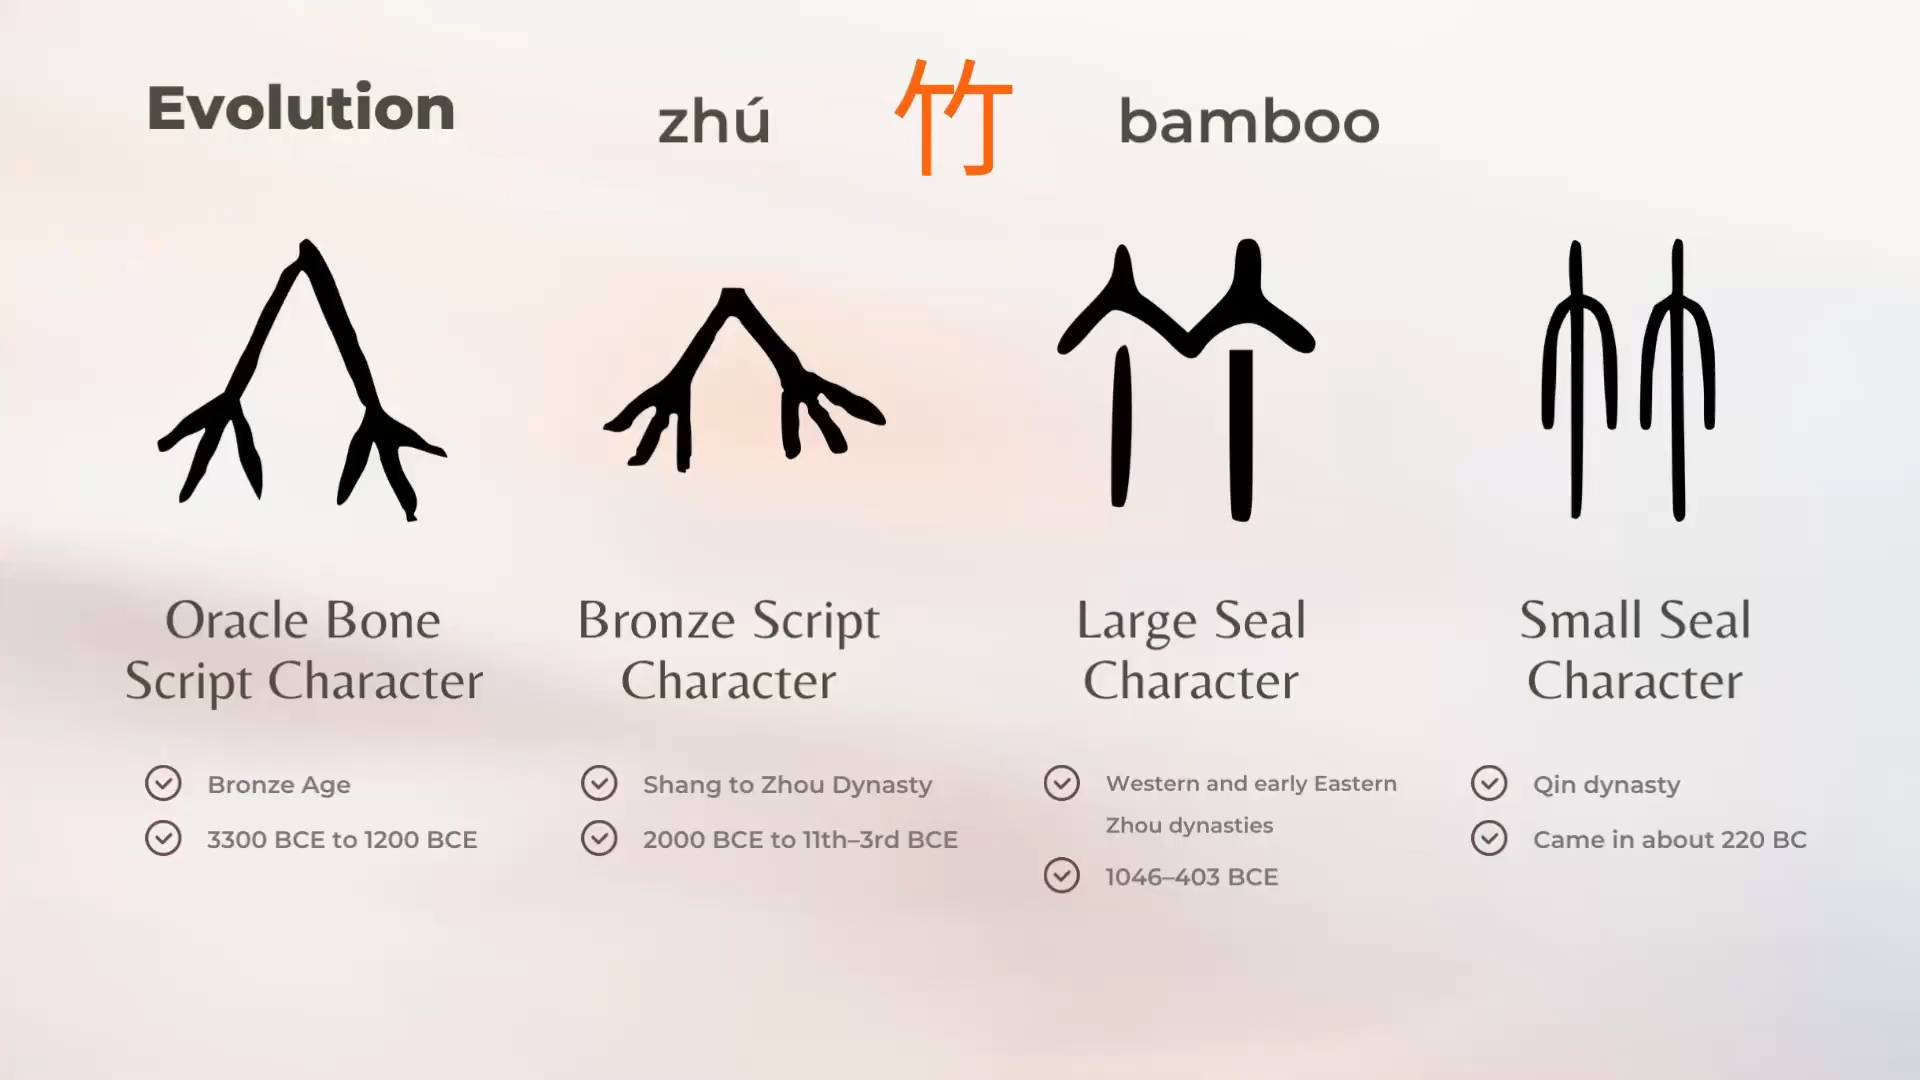 Evolution
zhú 竹 bamboo
Oracle Bone
Script Character
Bronze Age
3300 BCE to 1200 BCE
Bronze Script
Character
Shang to Zhou Dynasty
2000 BCE to 11th–3rd BCE
Large Seal
Character
Western and early Eastern
Zhou dynasties
1046–403 BCE
Small Seal
Character
Qin dynasty
Came in about 220 BC